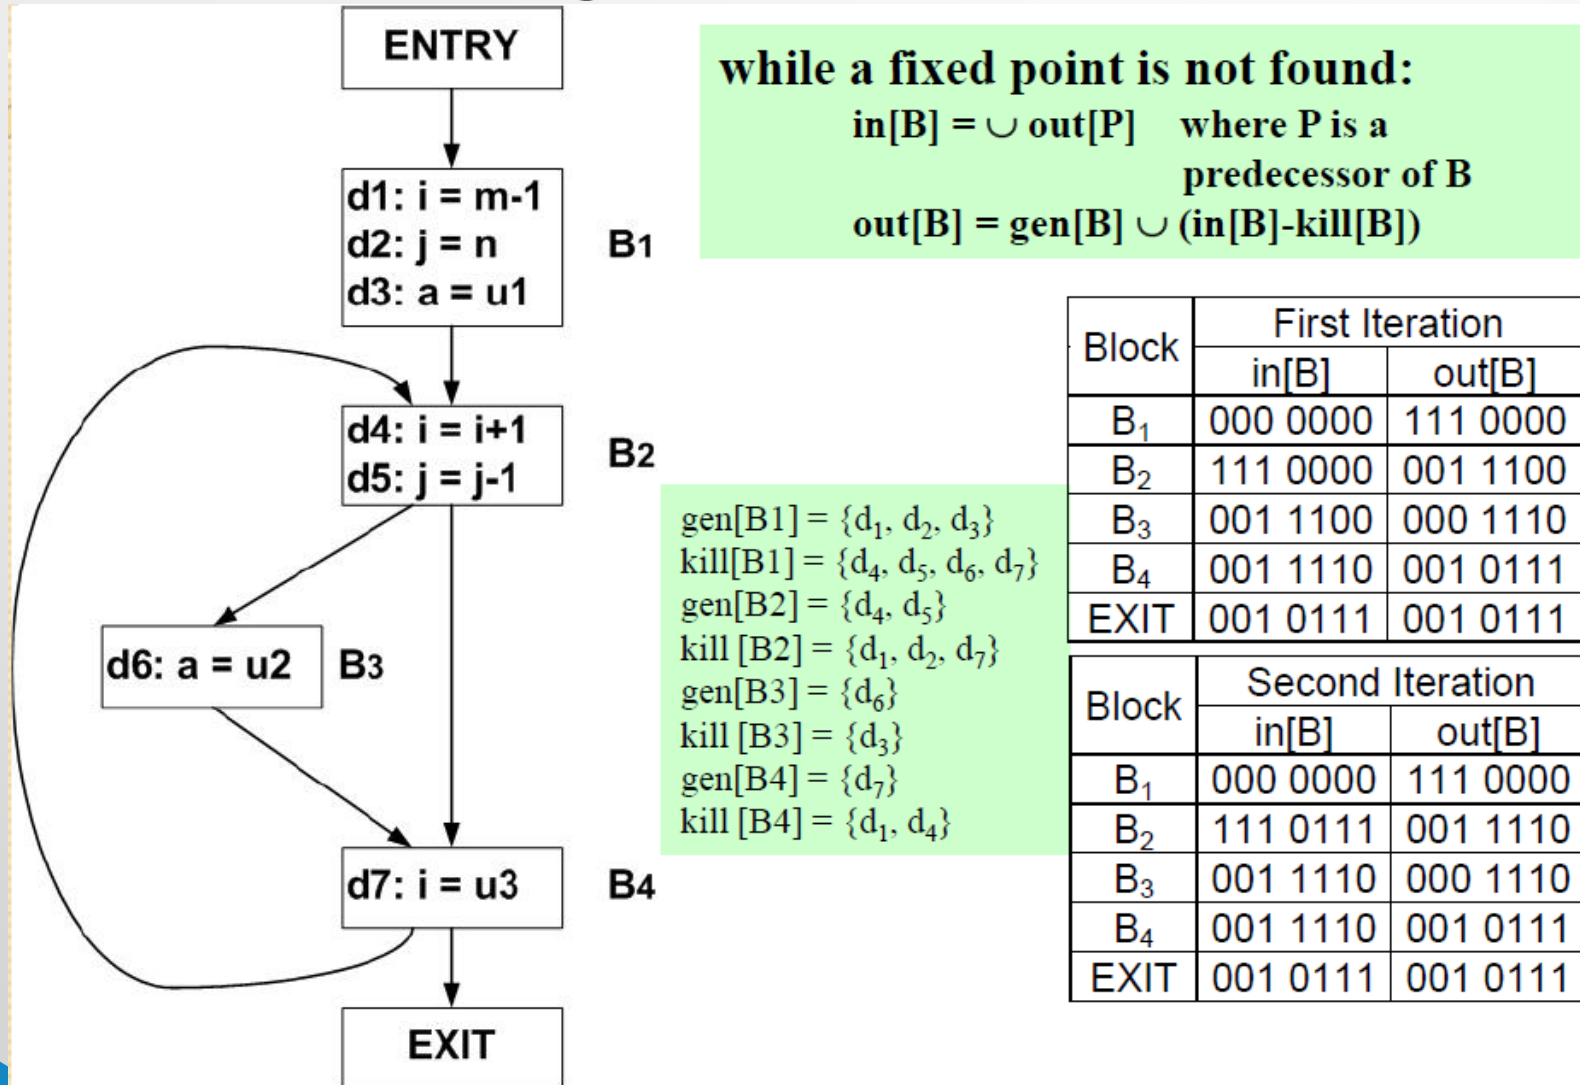 ENTRY
d1: i = m-1
d2: j = n
d3: a = u1
B1
d4: i = i+1
d5: j = j-1
B2
d6: a = u2
B3
d7: i = u3
B4
EXIT
while a fixed point is not found:
in[B] = ∪ out[P] where P is a
predecessor of B
out[B] = gen[B] ∪ (in[B]-kill[B])
gen[B1] = {d₁, d₂, d₃}
kill[B1] = {d₄, d₅, d₆, d₇}
gen[B2] = {d₄, d₅}
kill [B2] = {d₁, d₂, d₇}
gen[B3] = {d₆}
kill [B3] = {d₃}
gen[B4] = {d₇}
kill [B4] = {d₁, d₄}
Block First Iteration
in[B] out[B]
B₁ 000 0000 111 0000
B₂ 111 0000 001 1100
B₃ 001 1100 000 1110
B₄ 001 1110 001 0111
EXIT 001 0111 001 0111
Block Second Iteration
in[B] out[B]
B₁ 000 0000 111 0000
B₂ 111 0111 001 1110
B₃ 001 1110 000 1110
B₄ 001 1110 001 0111
EXIT 001 0111 001 0111